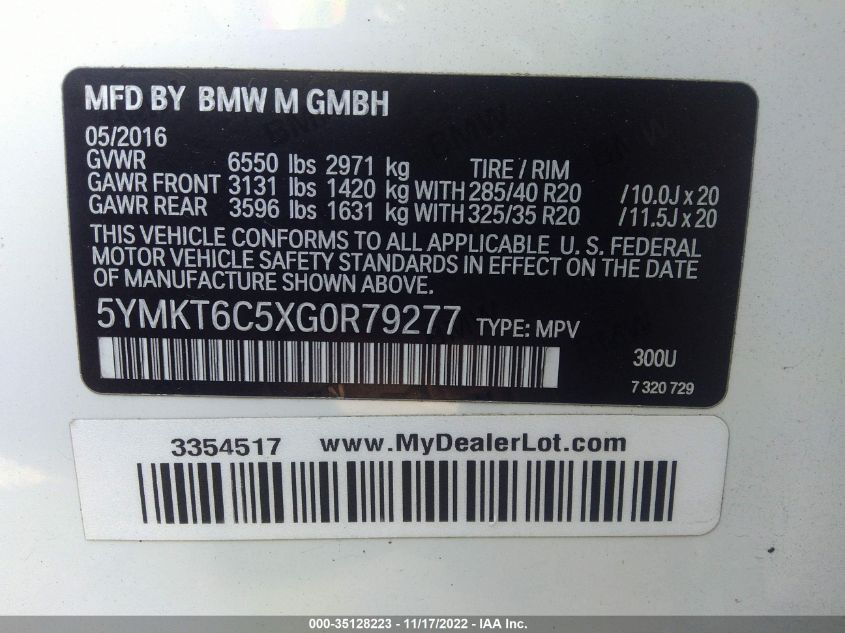 MFD BY BMW M GMBH
05/2016
GVWR 6550 lbs 2971 kg TIRE / RIM
GAWR FRONT 3131 lbs 1420 kg WITH 285/40 R20 /10.0J x 20
GAWR REAR 3596 lbs 1631 kg WITH 325/35 R20 /11.5J x 20
THIS VEHICLE CONFORMS TO ALL APPLICABLE U. S. FEDERAL
MOTOR VEHICLE SAFETY STANDARDS IN EFFECT ON THE DATE
OF MANUFACTURE SHOWN ABOVE.
5YMKT6C5XG0R79277 TYPE: MPV
300U
7 320 729
3354517 www.MyDealerLot.com
000-35128223 - 11/17/2022 - IAA Inc.